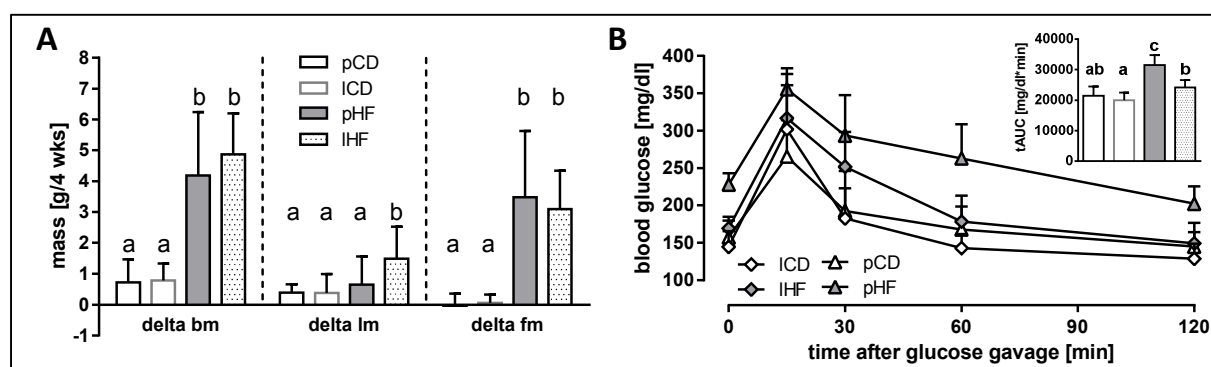 A
mass [g/4 wks]
8
7
6
5
4
3
2
1
0
-1
pCD
lCD
pHF
lHF
a a b b
a a a b
a a b b
delta bm
delta lm
delta fm
B
blood glucose [mg/dl]
400
350
300
250
200
150
100
lCD
pCD
lHF
pHF
0 30 60 90 120
time after glucose gavage [min]
tAUC [mg/dl*min]
40000
30000
20000
10000
0
ab a c b